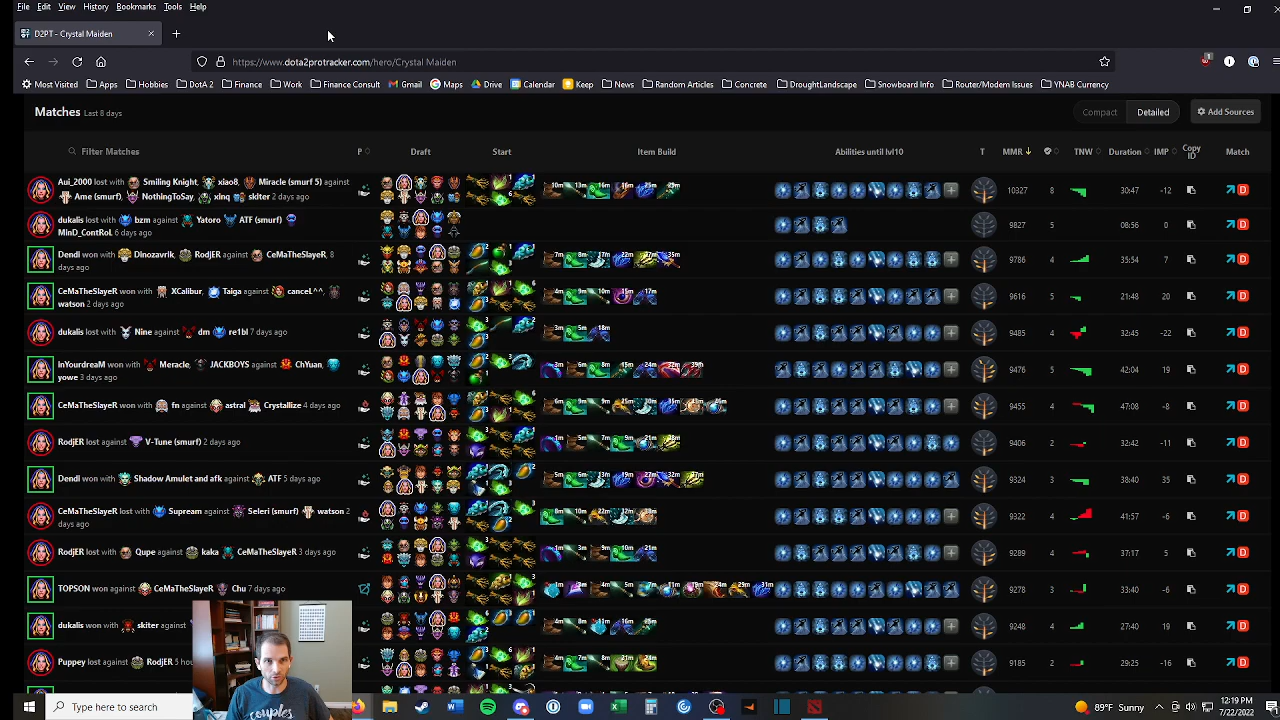 File Edit View History Bookmarks Tools Help
D2PT - Crystal Maiden
https://www.dota2protracker.com/hero/Crystal Maiden
Most Visited Apps Hobbies DotA 2 Finance Work Finance Consult Gmail Maps Drive Calendar Keep News Random Articles Concrete DroughtLandscape Snowboard Info Router/Modem Issues YNAB Currency
Matches Last 8 days Compact Detailed Add Sources
Filter Matches P Draft Start Item Build Abilities until lvl10 T MMR TNW Duration IMP Copy ID Match
Aui_2000 lost with Smiling Knight, xiao8, Miracle (smurf 5) against
Ame (smurf), NothingToSay, xinq skiter 2 days ago 10327 8 30:47 -12
dukalis lost with bzm against Yatoro ATF (smurf)
MinD_ContRoL 6 days ago 9827 5 08:56 0
Dendi won with DInozavrIk, RodjER against CeMaTheSlayeR, 8
days ago 9786 4 35:54 7
CeMaTheSlayeR won with XCalibur, Taiga against canceL^^,
watson 2 days ago 9616 5 21:48 20
dukalis lost with Nine against dm re1bl 7 days ago 9485 4 32:45 -22
InYourdreaM won with Meracle, JACKBOYS against ChYuan,
yowe 3 days ago 9476 5 42:04 19
CeMaTheSlayeR won with fn against astral Crystallize 4 days ago 9455 4 47:08 -8
RodjER lost against V-Tune (smurf) 2 days ago 9406 2 32:42 -11
Dendi won with Shadow Amulet and afk against ATF 5 days ago 9324 3 38:40 35
CeMaTheSlayeR lost with Supream against Seleri (smurf) watson 2
days ago 9322 4 41:57 -6
RodjER lost with Qupe against kaka CeMaTheSlayeR 3 days ago 9289 4 37:17 -11
TOPSON won against CeMaTheSlayeR Chu 7 days ago 9278 3 33:40 -6
dukalis won with skiter 9248 4 27:40 19
Puppey lost against RodjER 5 hou 9185 2 29:25 -16
couples
Type here to search 89°F Sunny 12:19 PM
7/22/2022